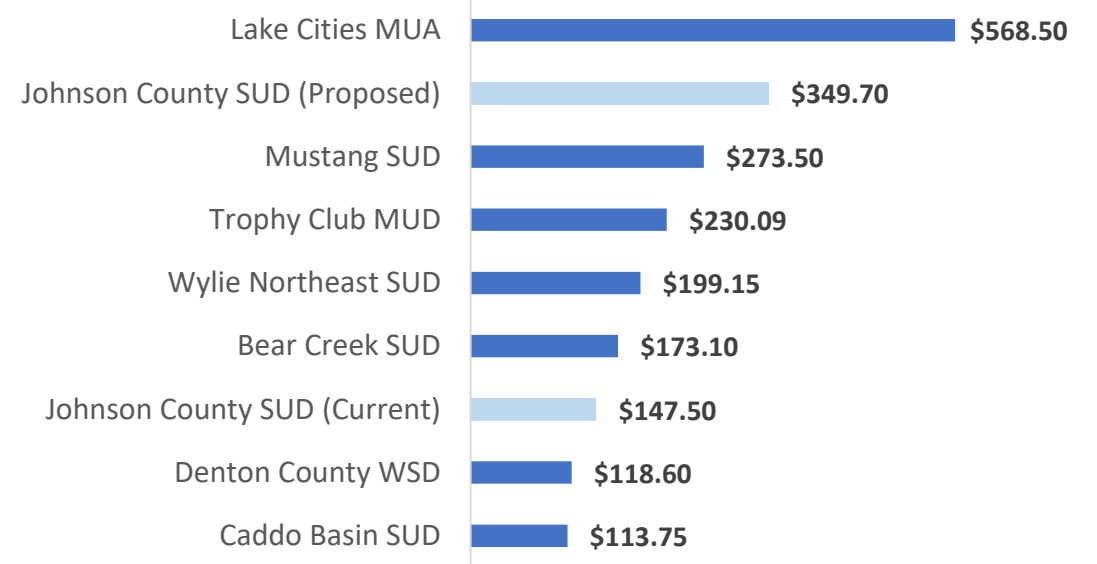 Lake Cities MUA $568.50
Johnson County SUD (Proposed) $349.70
Mustang SUD $273.50
Trophy Club MUD $230.09
Wylie Northeast SUD $199.15
Bear Creek SUD $173.10
Johnson County SUD (Current) $147.50
Denton County WSD $118.60
Caddo Basin SUD $113.75